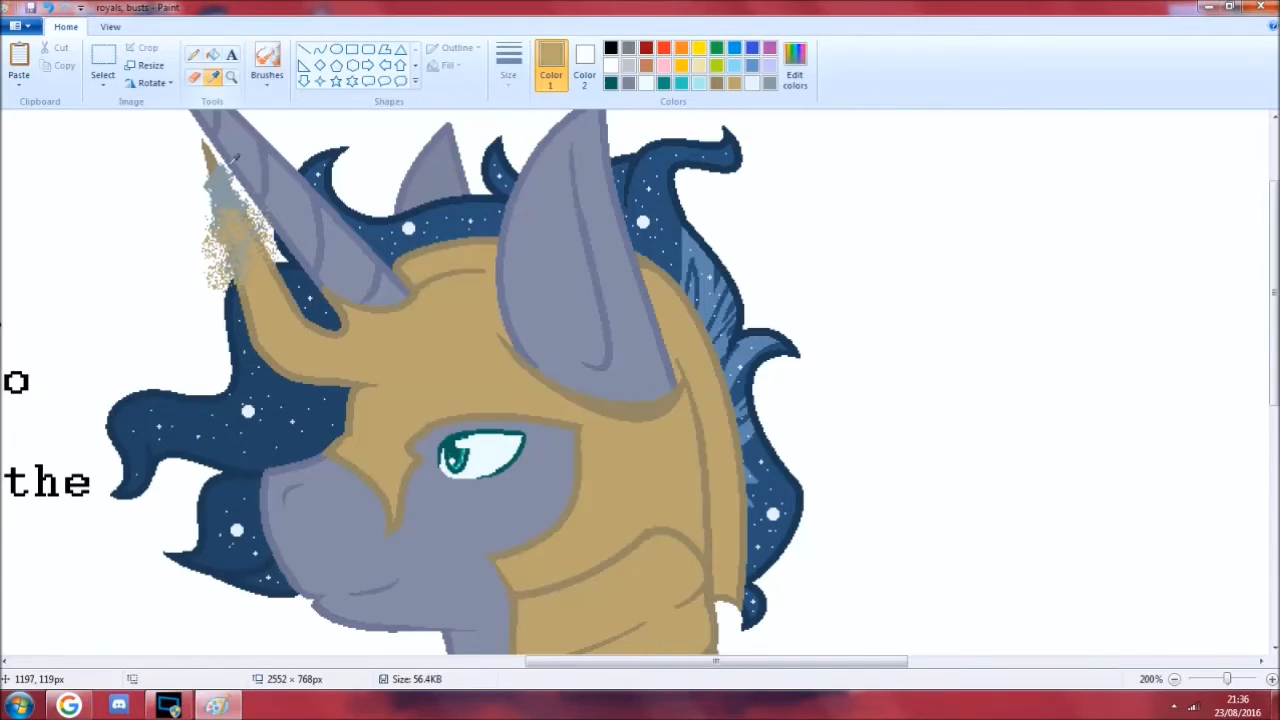 royals, busts - Paint
Home
View
Paste
Cut
Copy
Clipboard
Select
Crop
Resize
Rotate
Image
A
Tools
Brushes
Outline
Fill
Shapes
Size
Color
1
Color
2
Edit
colors
Colors
o
the
1197, 119px
2552 × 768px
Size: 56.4KB
200%
21:36
23/08/2016